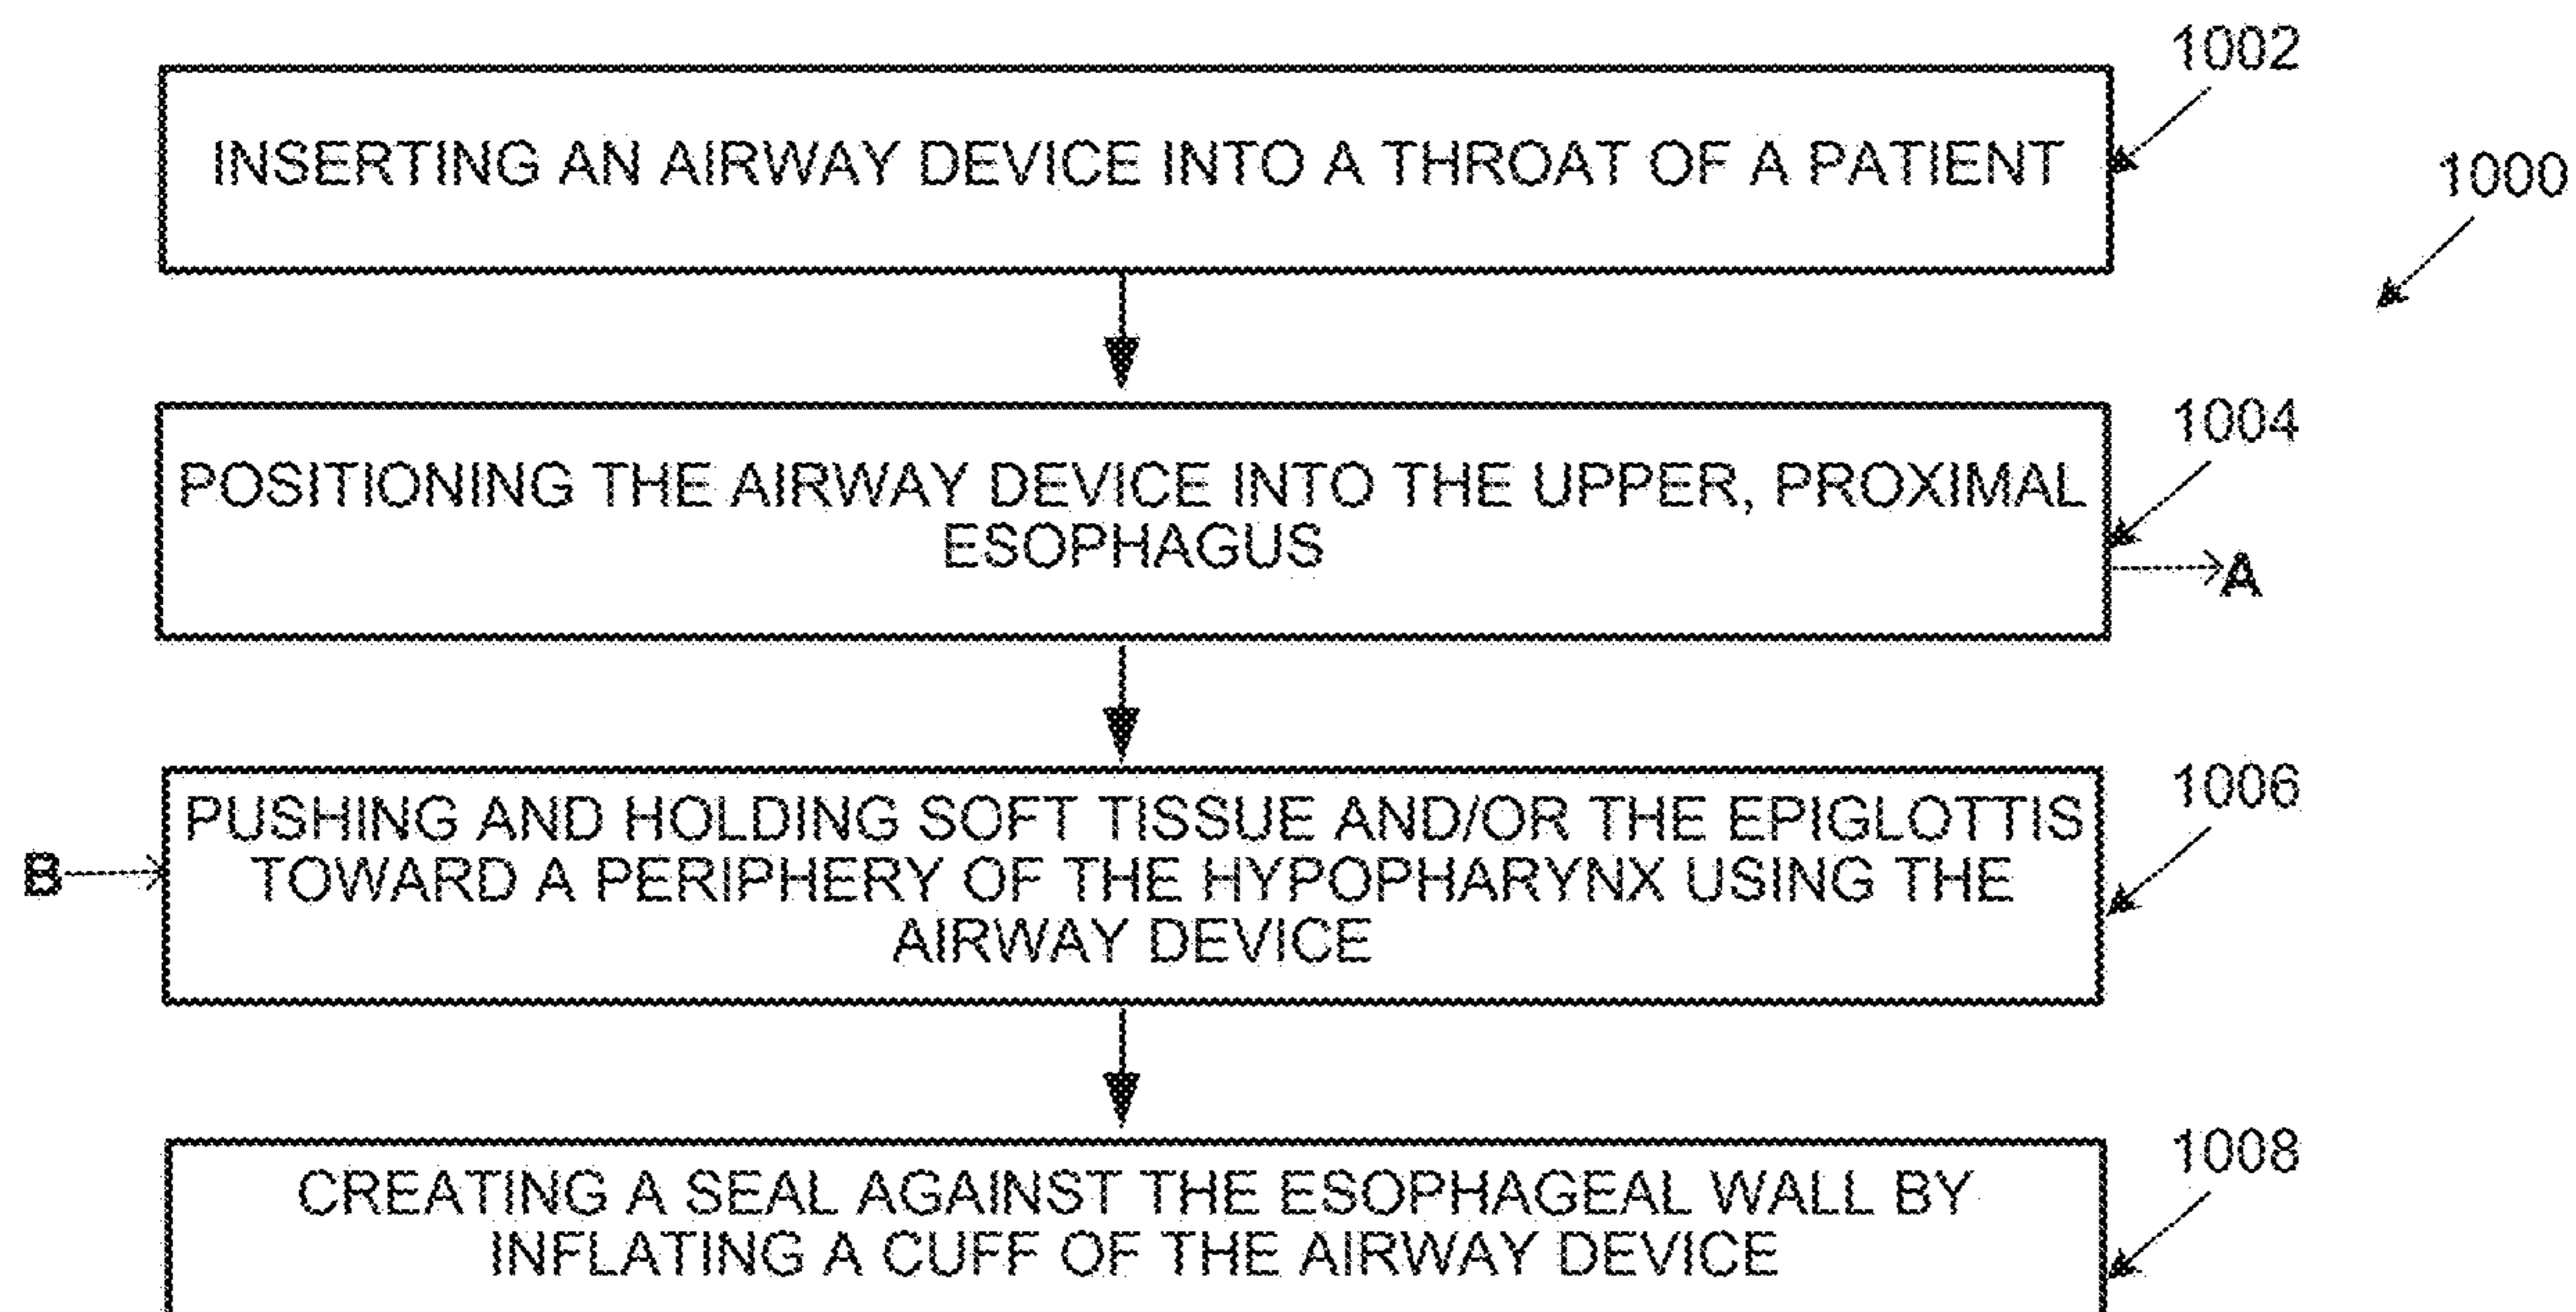 1002
INSERTING AN AIRWAY DEVICE INTO A THROAT OF A PATIENT
1000
1004
POSITIONING THE AIRWAY DEVICE INTO THE UPPER, PROXIMAL
ESOPHAGUS
A
1006
PUSHING AND HOLDING SOFT TISSUE AND/OR THE EPIGLOTTIS
B
TOWARD A PERIPHERY OF THE HYPOPHARYNX USING THE
AIRWAY DEVICE
1008
CREATING A SEAL AGAINST THE ESOPHAGEAL WALL BY
INFLATING A CUFF OF THE AIRWAY DEVICE